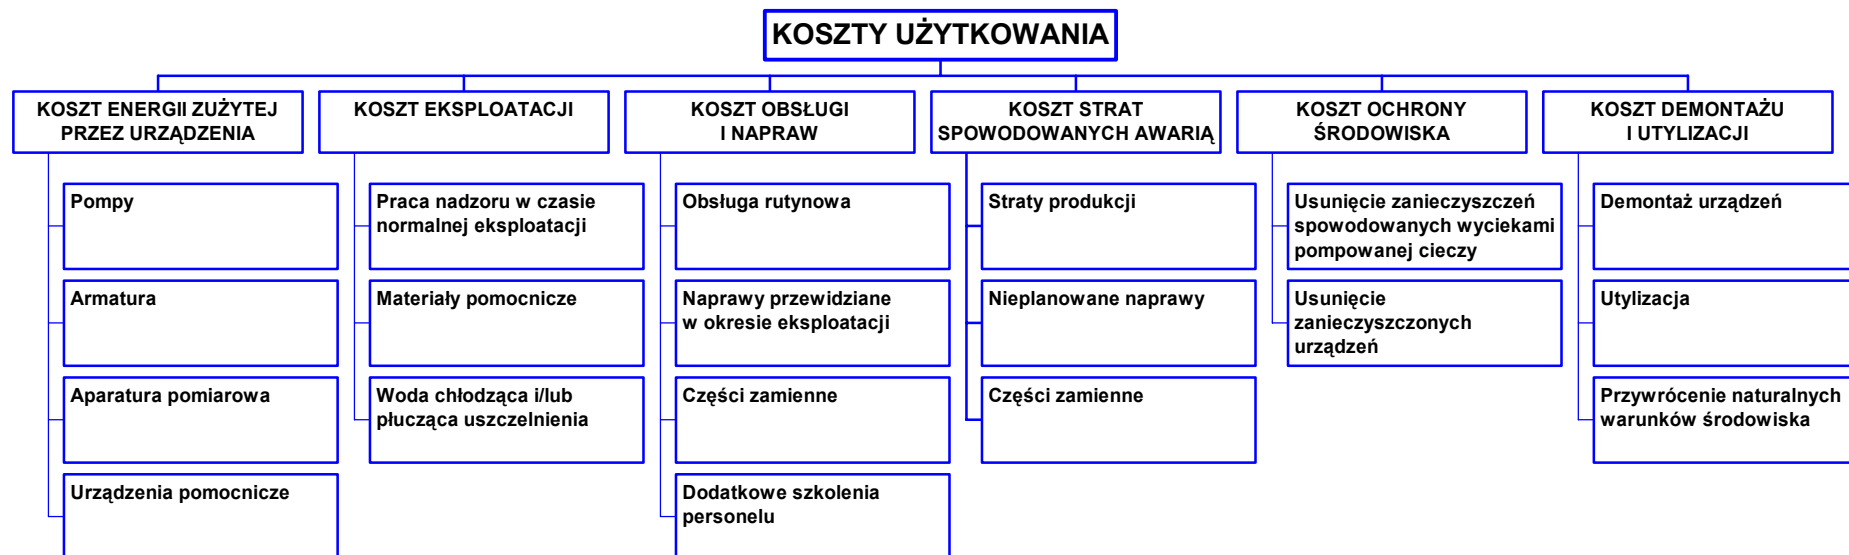 KOSZTY UŻYTKOWANIA
KOSZT ENERGII ZUŻYTEJ
PRZEZ URZĄDZENIA
Pompy
Armatura
Aparatura pomiarowa
Urządzenia pomocnicze
KOSZT EKSPLOATACJI
Praca nadzoru w czasie
normalnej eksploatacji
Materiały pomocnicze
Woda chłodząca i/lub
płucząca uszczelnienia
KOSZT OBSŁUGI
I NAPRAW
Obsługa rutynowa
Naprawy przewidziane
w okresie eksploatacji
Części zamienne
Dodatkowe szkolenia
personelu
KOSZT STRAT
SPOWODOWANYCH AWARIĄ
Straty produkcji
Nieplanowane naprawy
Części zamienne
KOSZT OCHRONY
ŚRODOWISKA
Usunięcie zanieczyszczeń
spowodowanych wyciekami
pompowanej cieczy
Usunięcie
zanieczyszczonych
urządzeń
KOSZT DEMONTAŻU
I UTYLIZACJI
Demontaż urządzeń
Utylizacja
Przywrócenie naturalnych
warunków środowiska